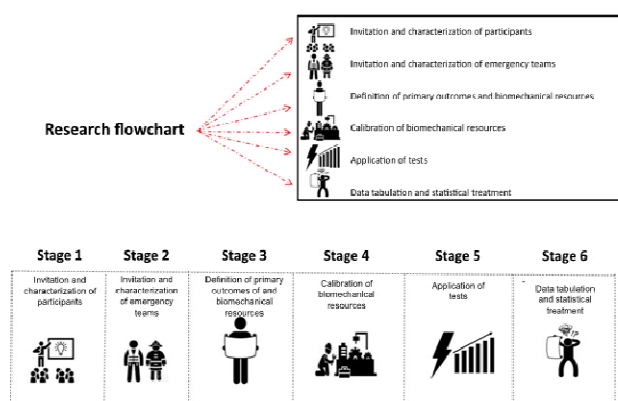 Invitation and characterization of participants
Invitation and characterization of emergency teams
Definition of primary outcomes and biomechanical resources
Research flowchart
Calibration of biomechanical resources
Application of tests
Data tabulation and statistical treatment
Stage 1
Stage 2
Stage 3
Stage 4
Stage 5
Stage 6
Invitation and
characterization of
participants
Invitation and
characterization
of emergency
teams
Definition of primary
outcomes of and
biomechanical
resources
Calibration of
biomechanical
resources
Application of
tests
Data tabulation
and statistical
treatment